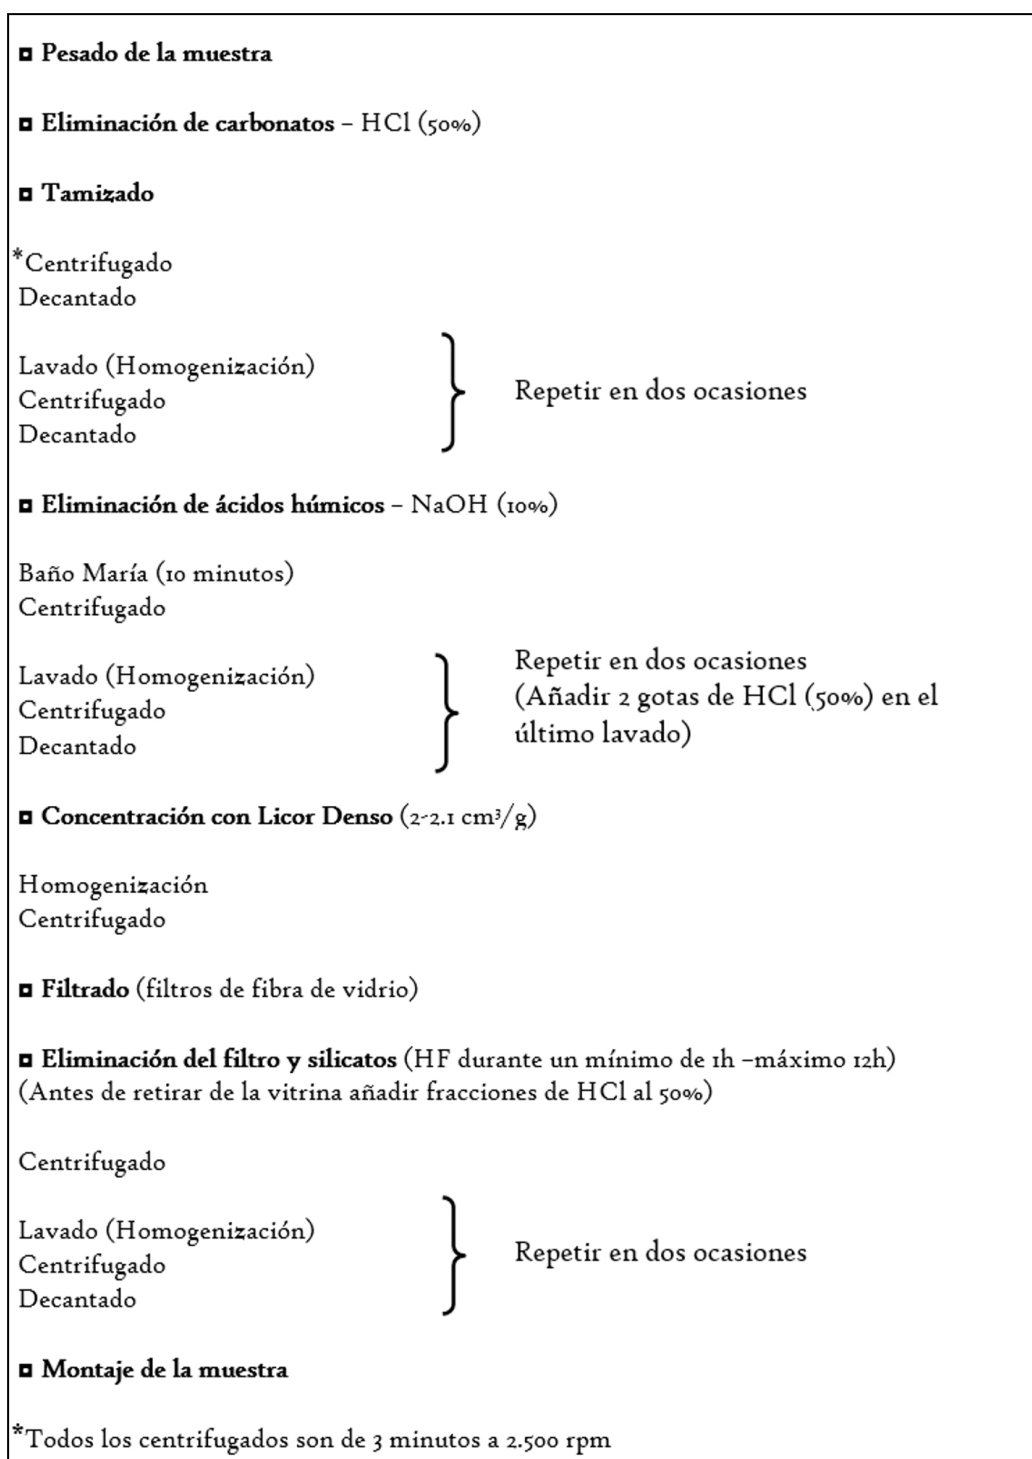 ◘ Pesado de la muestra
◘ Eliminación de carbonatos – HCl (50%)
◘ Tamizado
*Centrifugado
Decantado
Lavado (Homogenización)
Centrifugado
Decantado
Repetir en dos ocasiones
◘ Eliminación de ácidos húmicos – NaOH (10%)
Baño María (10 minutos)
Centrifugado
Lavado (Homogenización)
Centrifugado
Decantado
Repetir en dos ocasiones
(Añadir 2 gotas de HCl (50%) en el
último lavado)
◘ Concentración con Licor Denso (2-2.1 cm³/g)
Homogenización
Centrifugado
◘ Filtrado (filtros de fibra de vidrio)
◘ Eliminación del filtro y silicatos (HF durante un mínimo de 1h –máximo 12h)
(Antes de retirar de la vitrina añadir fracciones de HCl al 50%)
Centrifugado
Lavado (Homogenización)
Centrifugado
Decantado
Repetir en dos ocasiones
◘ Montaje de la muestra
*Todos los centrifugados son de 3 minutos a 2.500 rpm